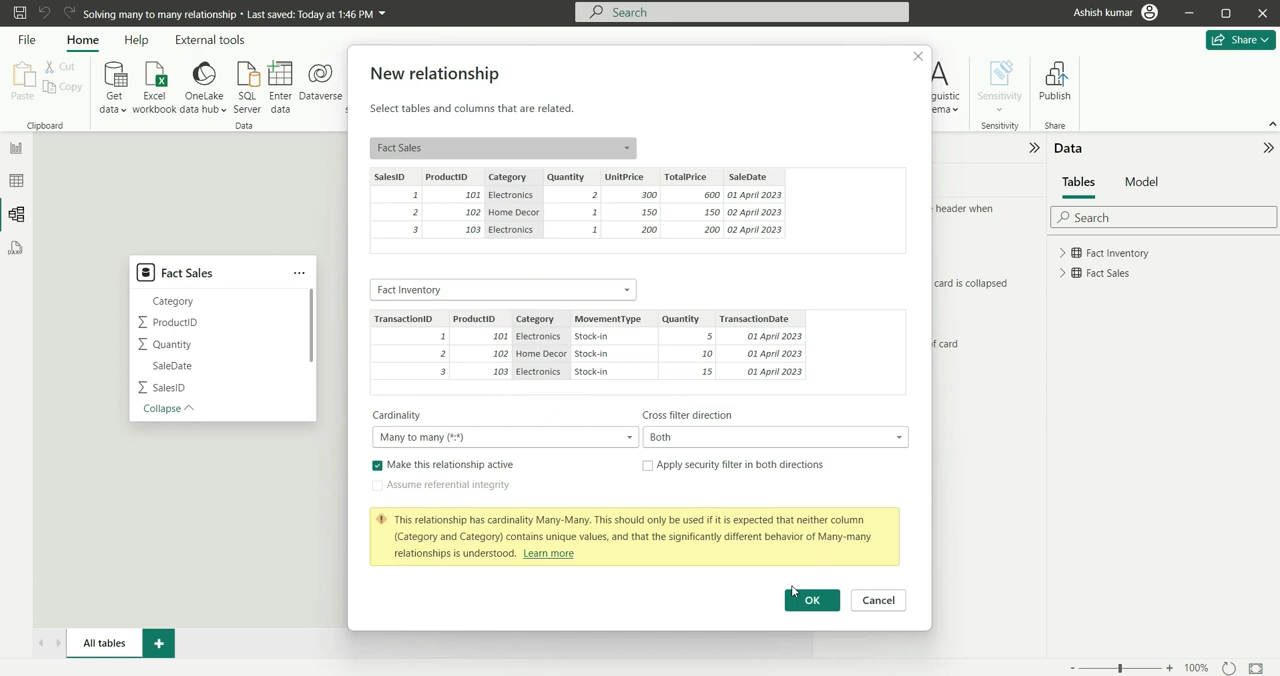 Solving many to many relationship • Last saved: Today at 1:46 PM
Search
Ashish kumar
File
Home
Help
External tools
Share
Paste
Cut
Copy
Clipboard
Get data
Excel workbook
OneLake data hub
SQL Server
Enter data
Dataverse
Data
Sensitivity
Sensitivity
Publish
Share
New relationship
Select tables and columns that are related.
Fact Sales
SalesID ProductID Category Quantity UnitPrice TotalPrice SaleDate
1 101 Electronics 2 300 600 01 April 2023
2 102 Home Decor 1 150 150 02 April 2023
3 103 Electronics 1 200 200 02 April 2023
Fact Inventory
TransactionID ProductID Category MovementType Quantity TransactionDate
1 101 Electronics Stock-in 5 01 April 2023
2 102 Home Decor Stock-in 10 01 April 2023
3 103 Electronics Stock-in 15 01 April 2023
Cardinality
Many to many (*:*)
Cross filter direction
Both
Make this relationship active
Apply security filter in both directions
Assume referential integrity
This relationship has cardinality Many-Many. This should only be used if it is expected that neither column
(Category and Category) contains unique values, and that the significantly different behavior of Many-many
relationships is understood. Learn more
OK
Cancel
Fact Sales
Category
ProductID
Quantity
SaleDate
SalesID
Collapse
header when
card is collapsed
of card
Data
Tables
Model
Search
Fact Inventory
Fact Sales
All tables
100%